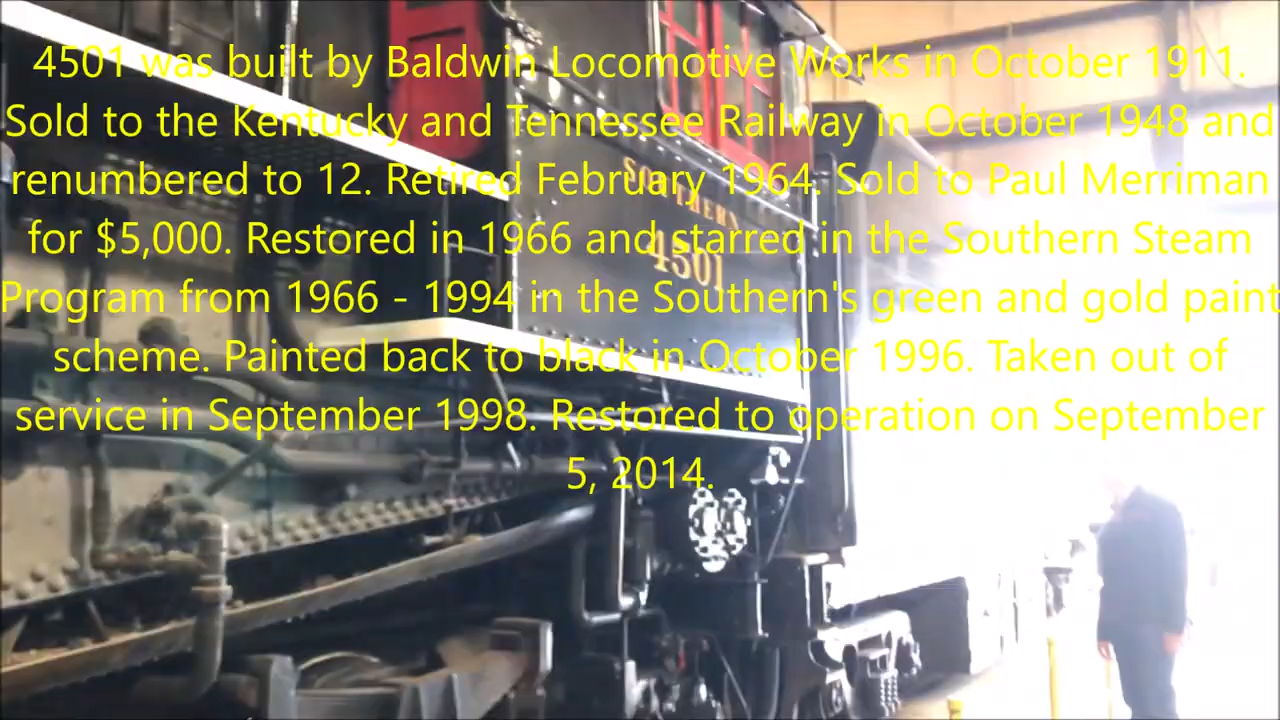 4501 was built by Baldwin Locomotive Works in October 1911.
Sold to the Kentucky and Tennessee Railway in October 1948 and
renumbered to 12. Retired February 1964. Sold to Paul Merriman
for $5,000. Restored in 1966 and starred in the Southern Steam
Program from 1966 - 1994 in the Southern's green and gold paint
scheme. Painted back to black in October 1996. Taken out of
service in September 1998. Restored to operation on September
5, 2014.
SOUTHERN
4501